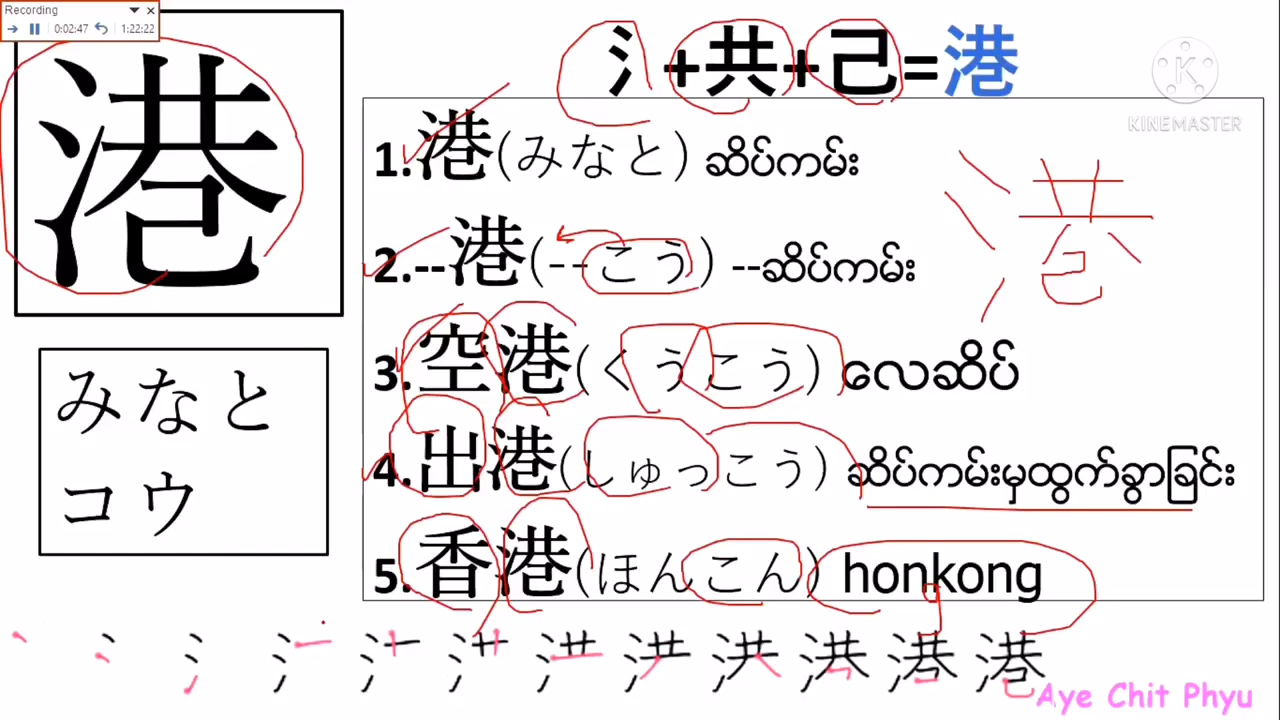 Recording
0:02:47 1:22:22
氵+共+己=港
KINEMASTER
港
1.港(みなと) ဆိပ်ကမ်း
2.--港(--こう) --ဆိပ်ကမ်း
3.空港(くうこう) လေဆိပ်
4.出港(しゅっこう) ဆိပ်ကမ်းမှထွက်ခွာခြင်း
5.香港(ほんこん) honkong
g
港
みなと
コウ
Aye Chit Phyu